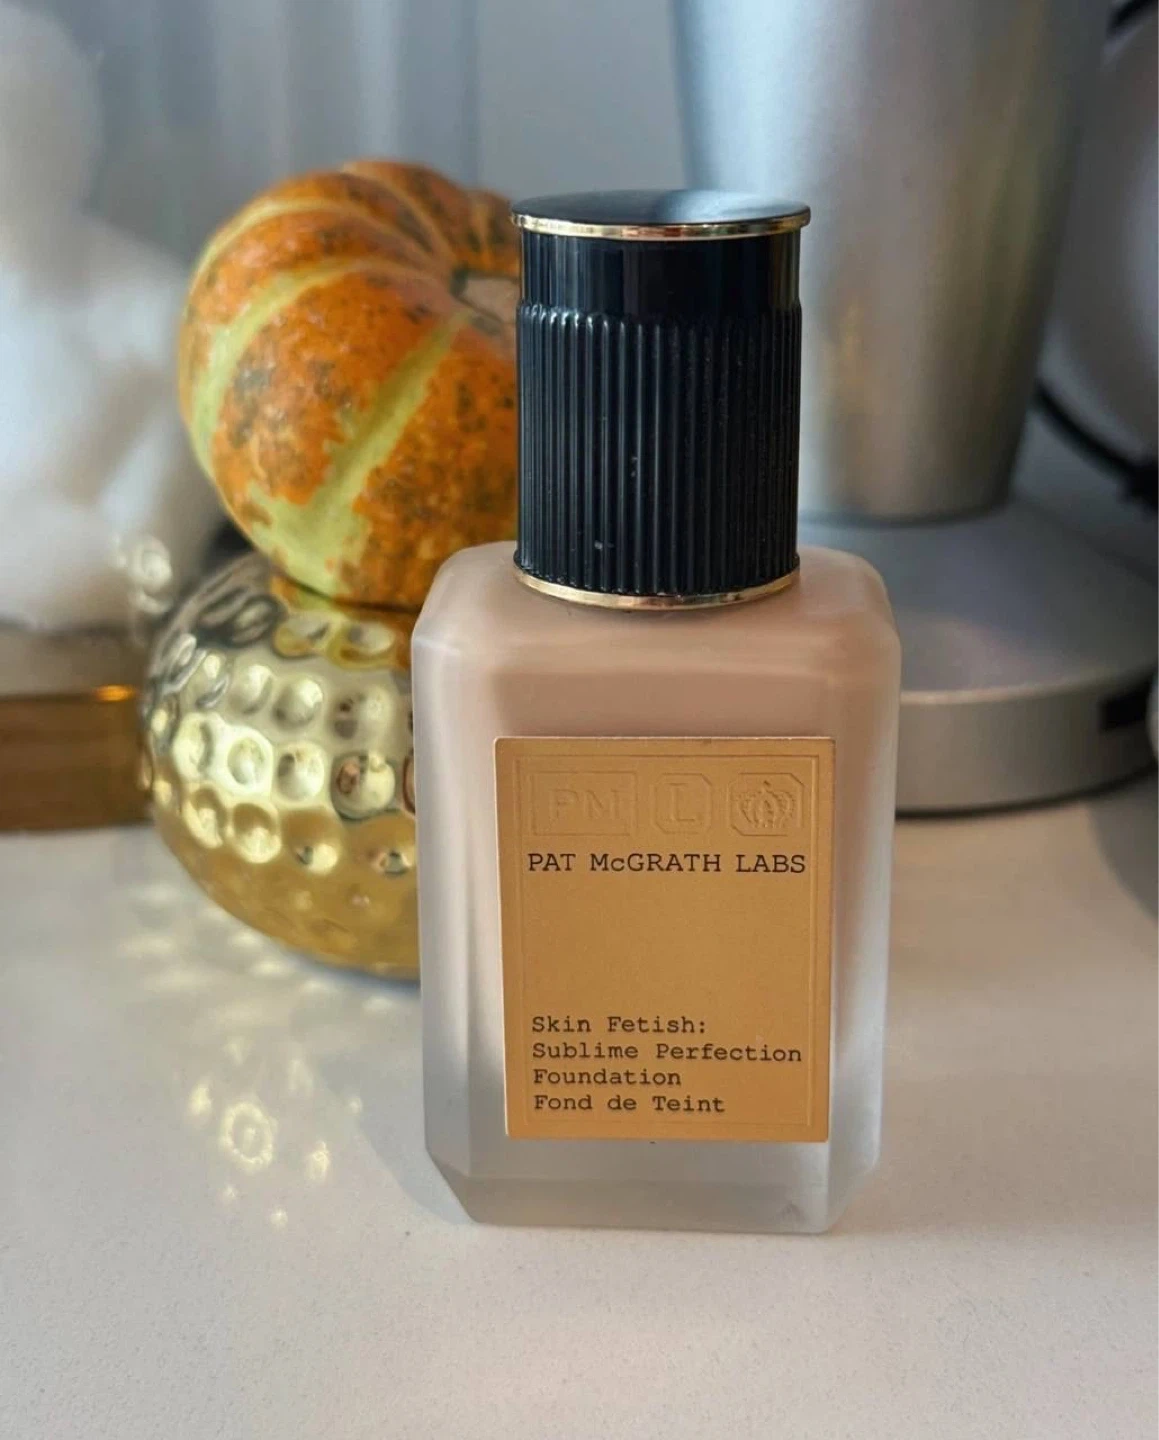 PM L
PAT McGRATH LABS
Skin Fetish:
Sublime Perfection
Foundation
Fond de Teint